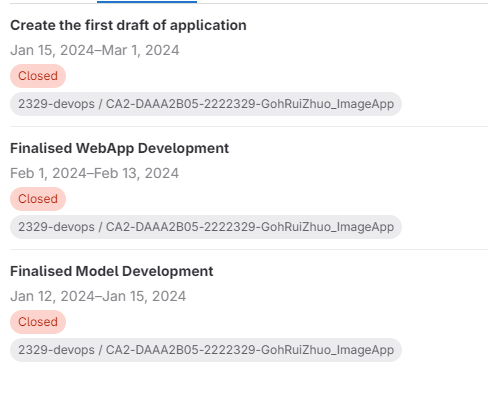 Create the first draft of application
Jan 15, 2024–Mar 1, 2024
Closed
2329-devops / CA2-DAAA2B05-2222329-GohRuiZhuo_ImageApp
Finalised WebApp Development
Feb 1, 2024–Feb 13, 2024
Closed
2329-devops / CA2-DAAA2B05-2222329-GohRuiZhuo_ImageApp
Finalised Model Development
Jan 12, 2024–Jan 15, 2024
Closed
2329-devops / CA2-DAAA2B05-2222329-GohRuiZhuo_ImageApp